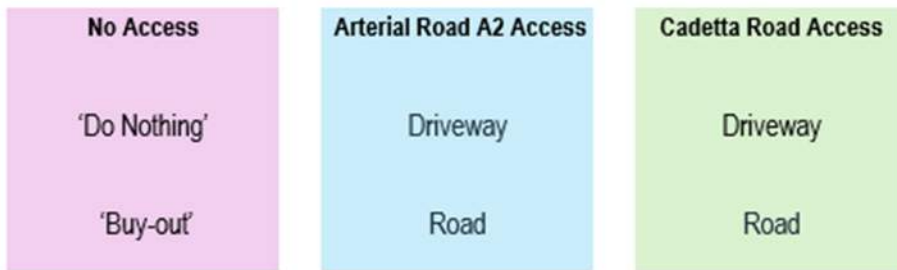 No Access
'Do Nothing'
'Buy-out'
Arterial Road A2 Access
Driveway
Road
Cadetta Road Access
Driveway
Road